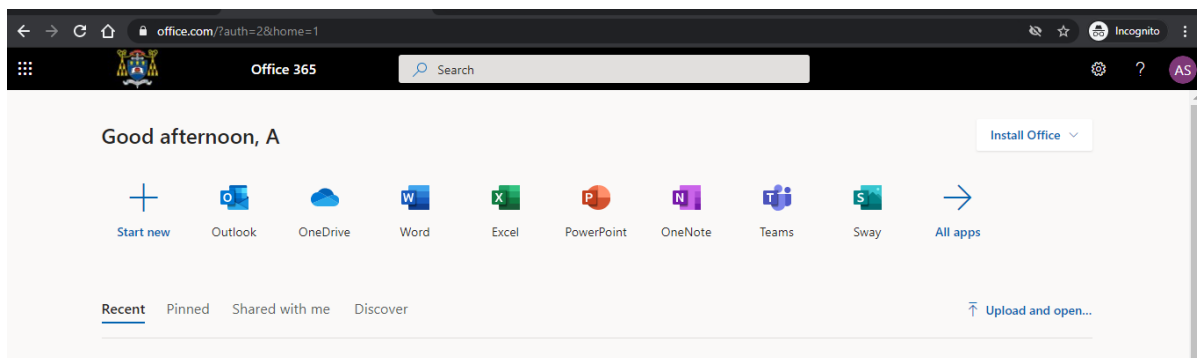 office.com/?auth=2&home=1 Incognito
Office 365 Search AS
Good afternoon, A
Install Office
Start new Outlook OneDrive Word Excel PowerPoint OneNote Teams Sway All apps
Recent Pinned Shared with me Discover Upload and open...